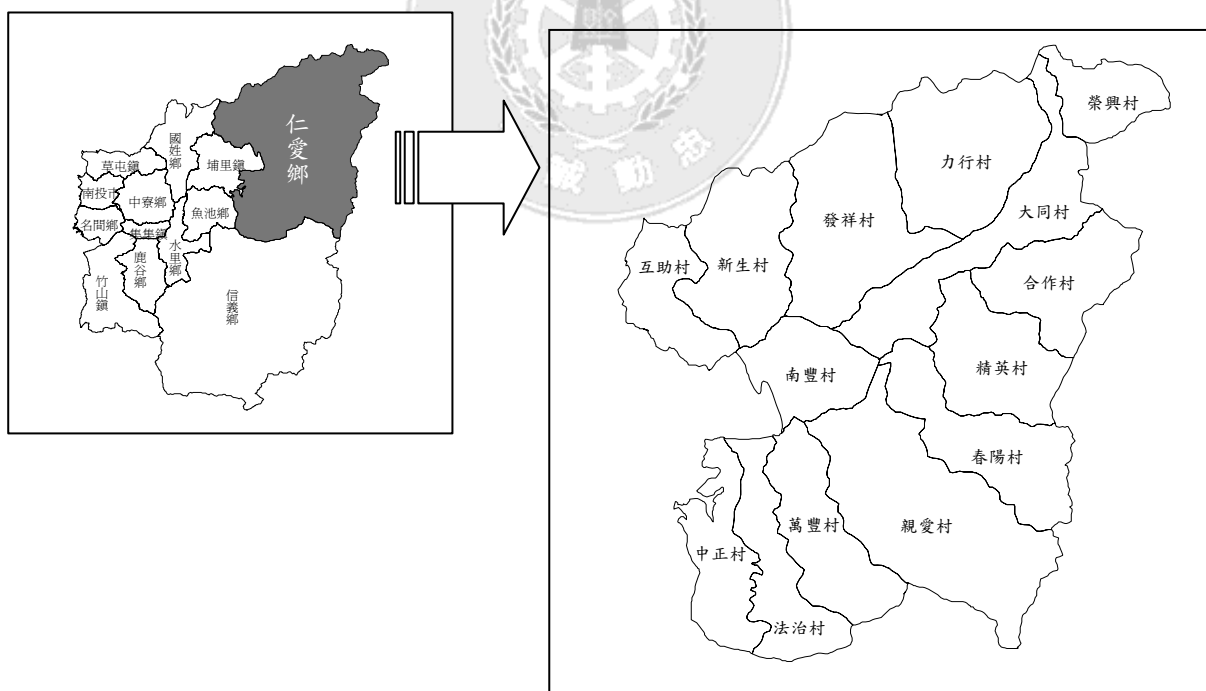 誠勤忠
仁愛鄉
國姓鄉
草屯鎮
埔里鎮
南投市
中寮鄉
魚池鄉
名間鄉
集集鎮
水里鄉
鹿谷鄉
竹山鎮
信義鄉
榮興村
力行村
大同村
發祥村
互助村
新生村
合作村
南豐村
精英村
春陽村
萬豐村
親愛村
中正村
法治村